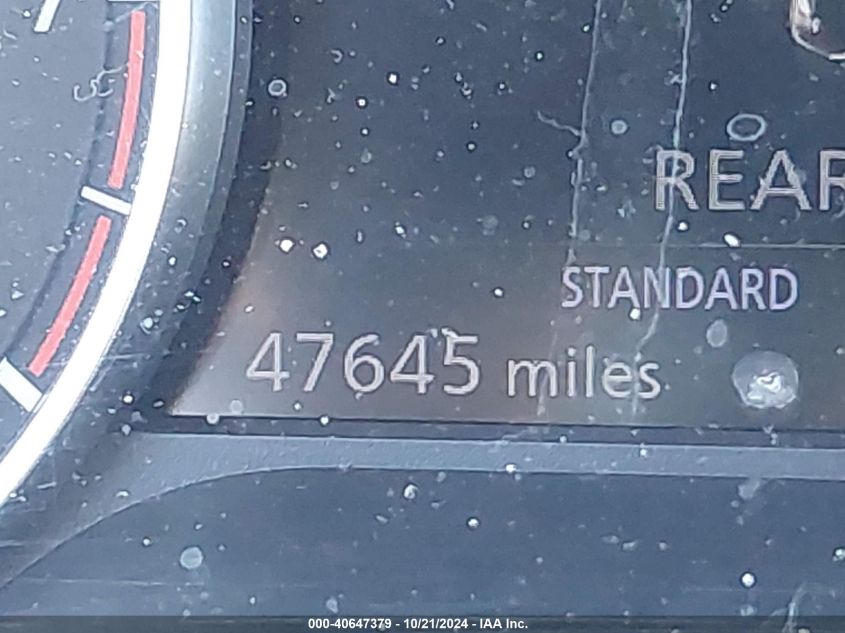 REAR
STANDARD
47645 miles
000-40647379 - 10/21/2024 - IAA Inc.